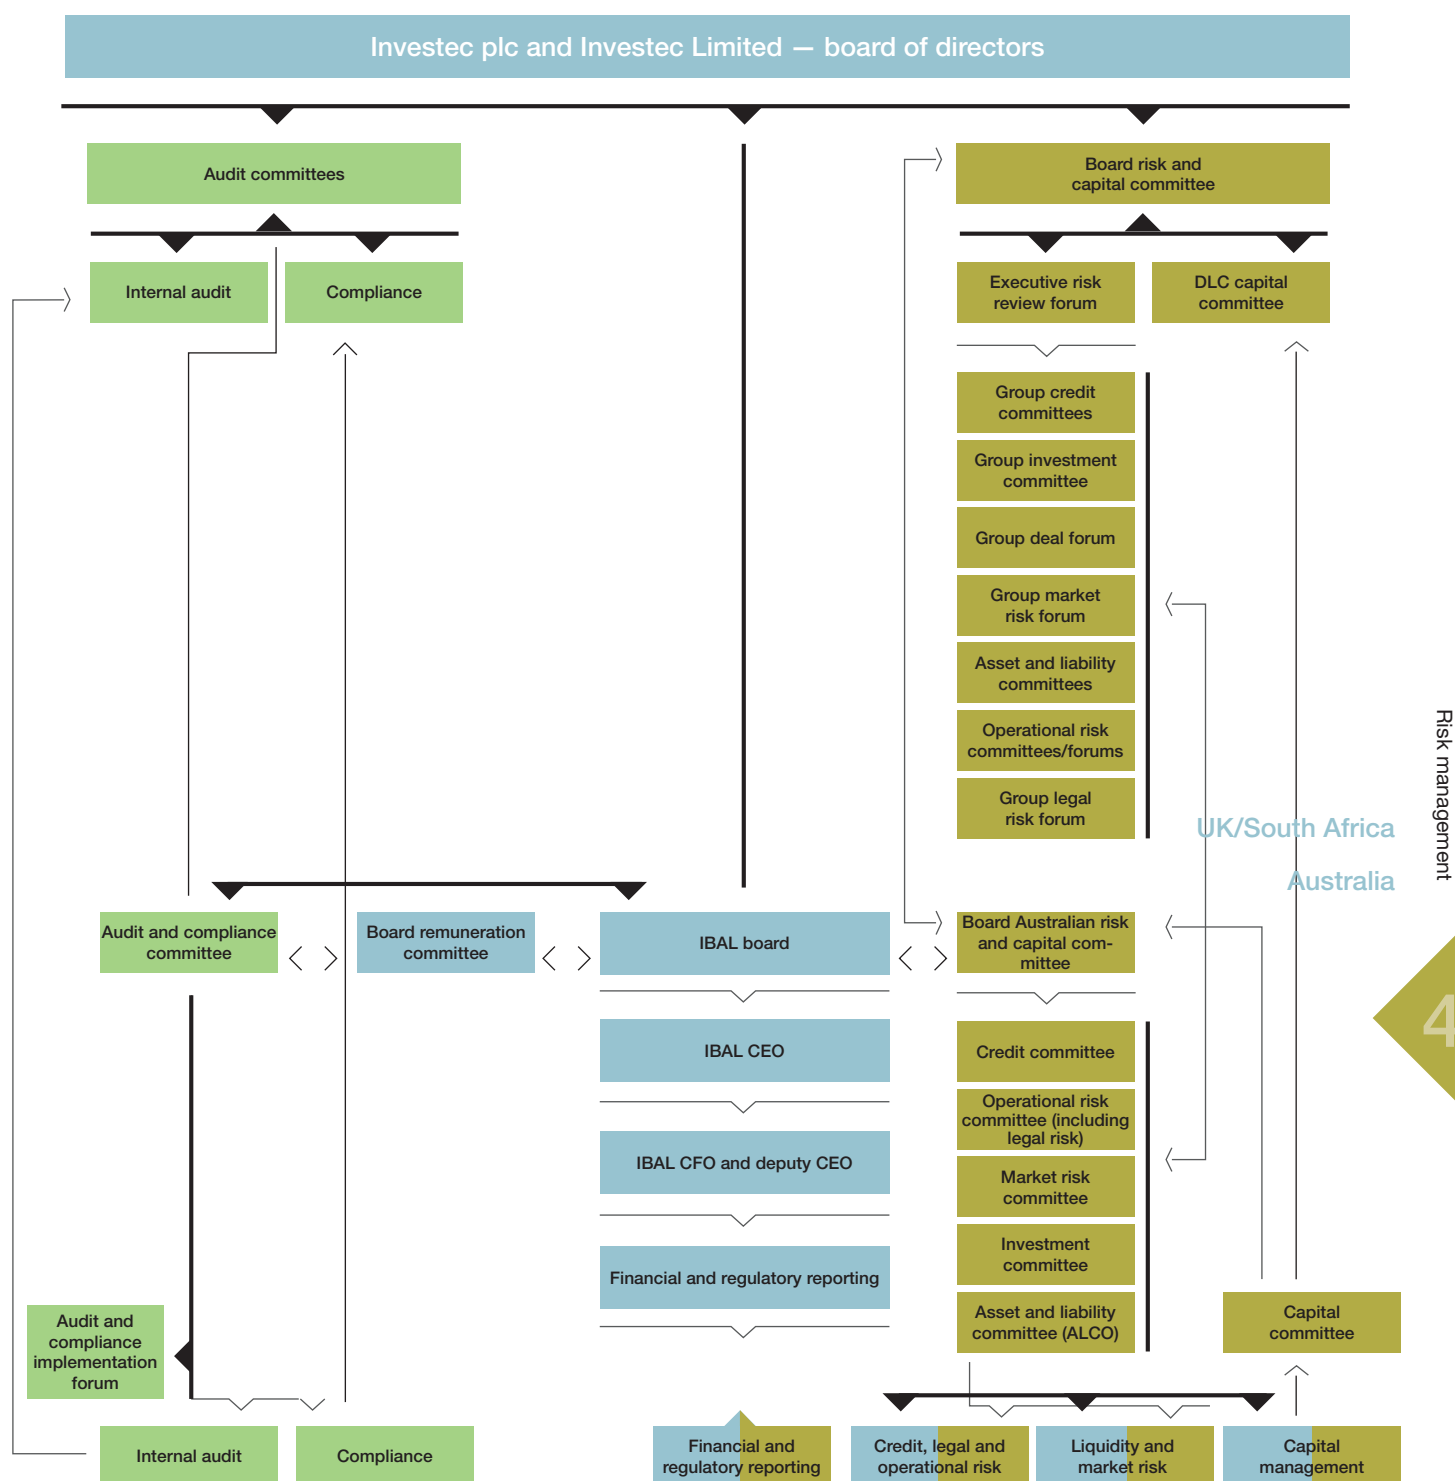 Investec plc and Investec Limited — board of directors
Audit committees
Board risk and
capital committee
Internal audit
Compliance
Executive risk
review forum
DLC capital
committee
Group credit
committees
Group investment
committee
Group deal forum
Group market
risk forum
Asset and liability
committees
Operational risk
committees/forums
Group legal
risk forum
UK/South Africa
Australia
Risk management
4
Audit and compliance
committee
Board remuneration
committee
IBAL board
Board Australian risk
and capital com-
mittee
IBAL CEO
Credit committee
Operational risk
committee (including
legal risk)
IBAL CFO and deputy CEO
Market risk
committee
Investment
committee
Financial and regulatory reporting
Asset and liability
committee (ALCO)
Capital
committee
Audit and
compliance
implementation
forum
Internal audit
Compliance
Financial and
regulatory reporting
Credit, legal and
operational risk
Liquidity and
market risk
Capital
management